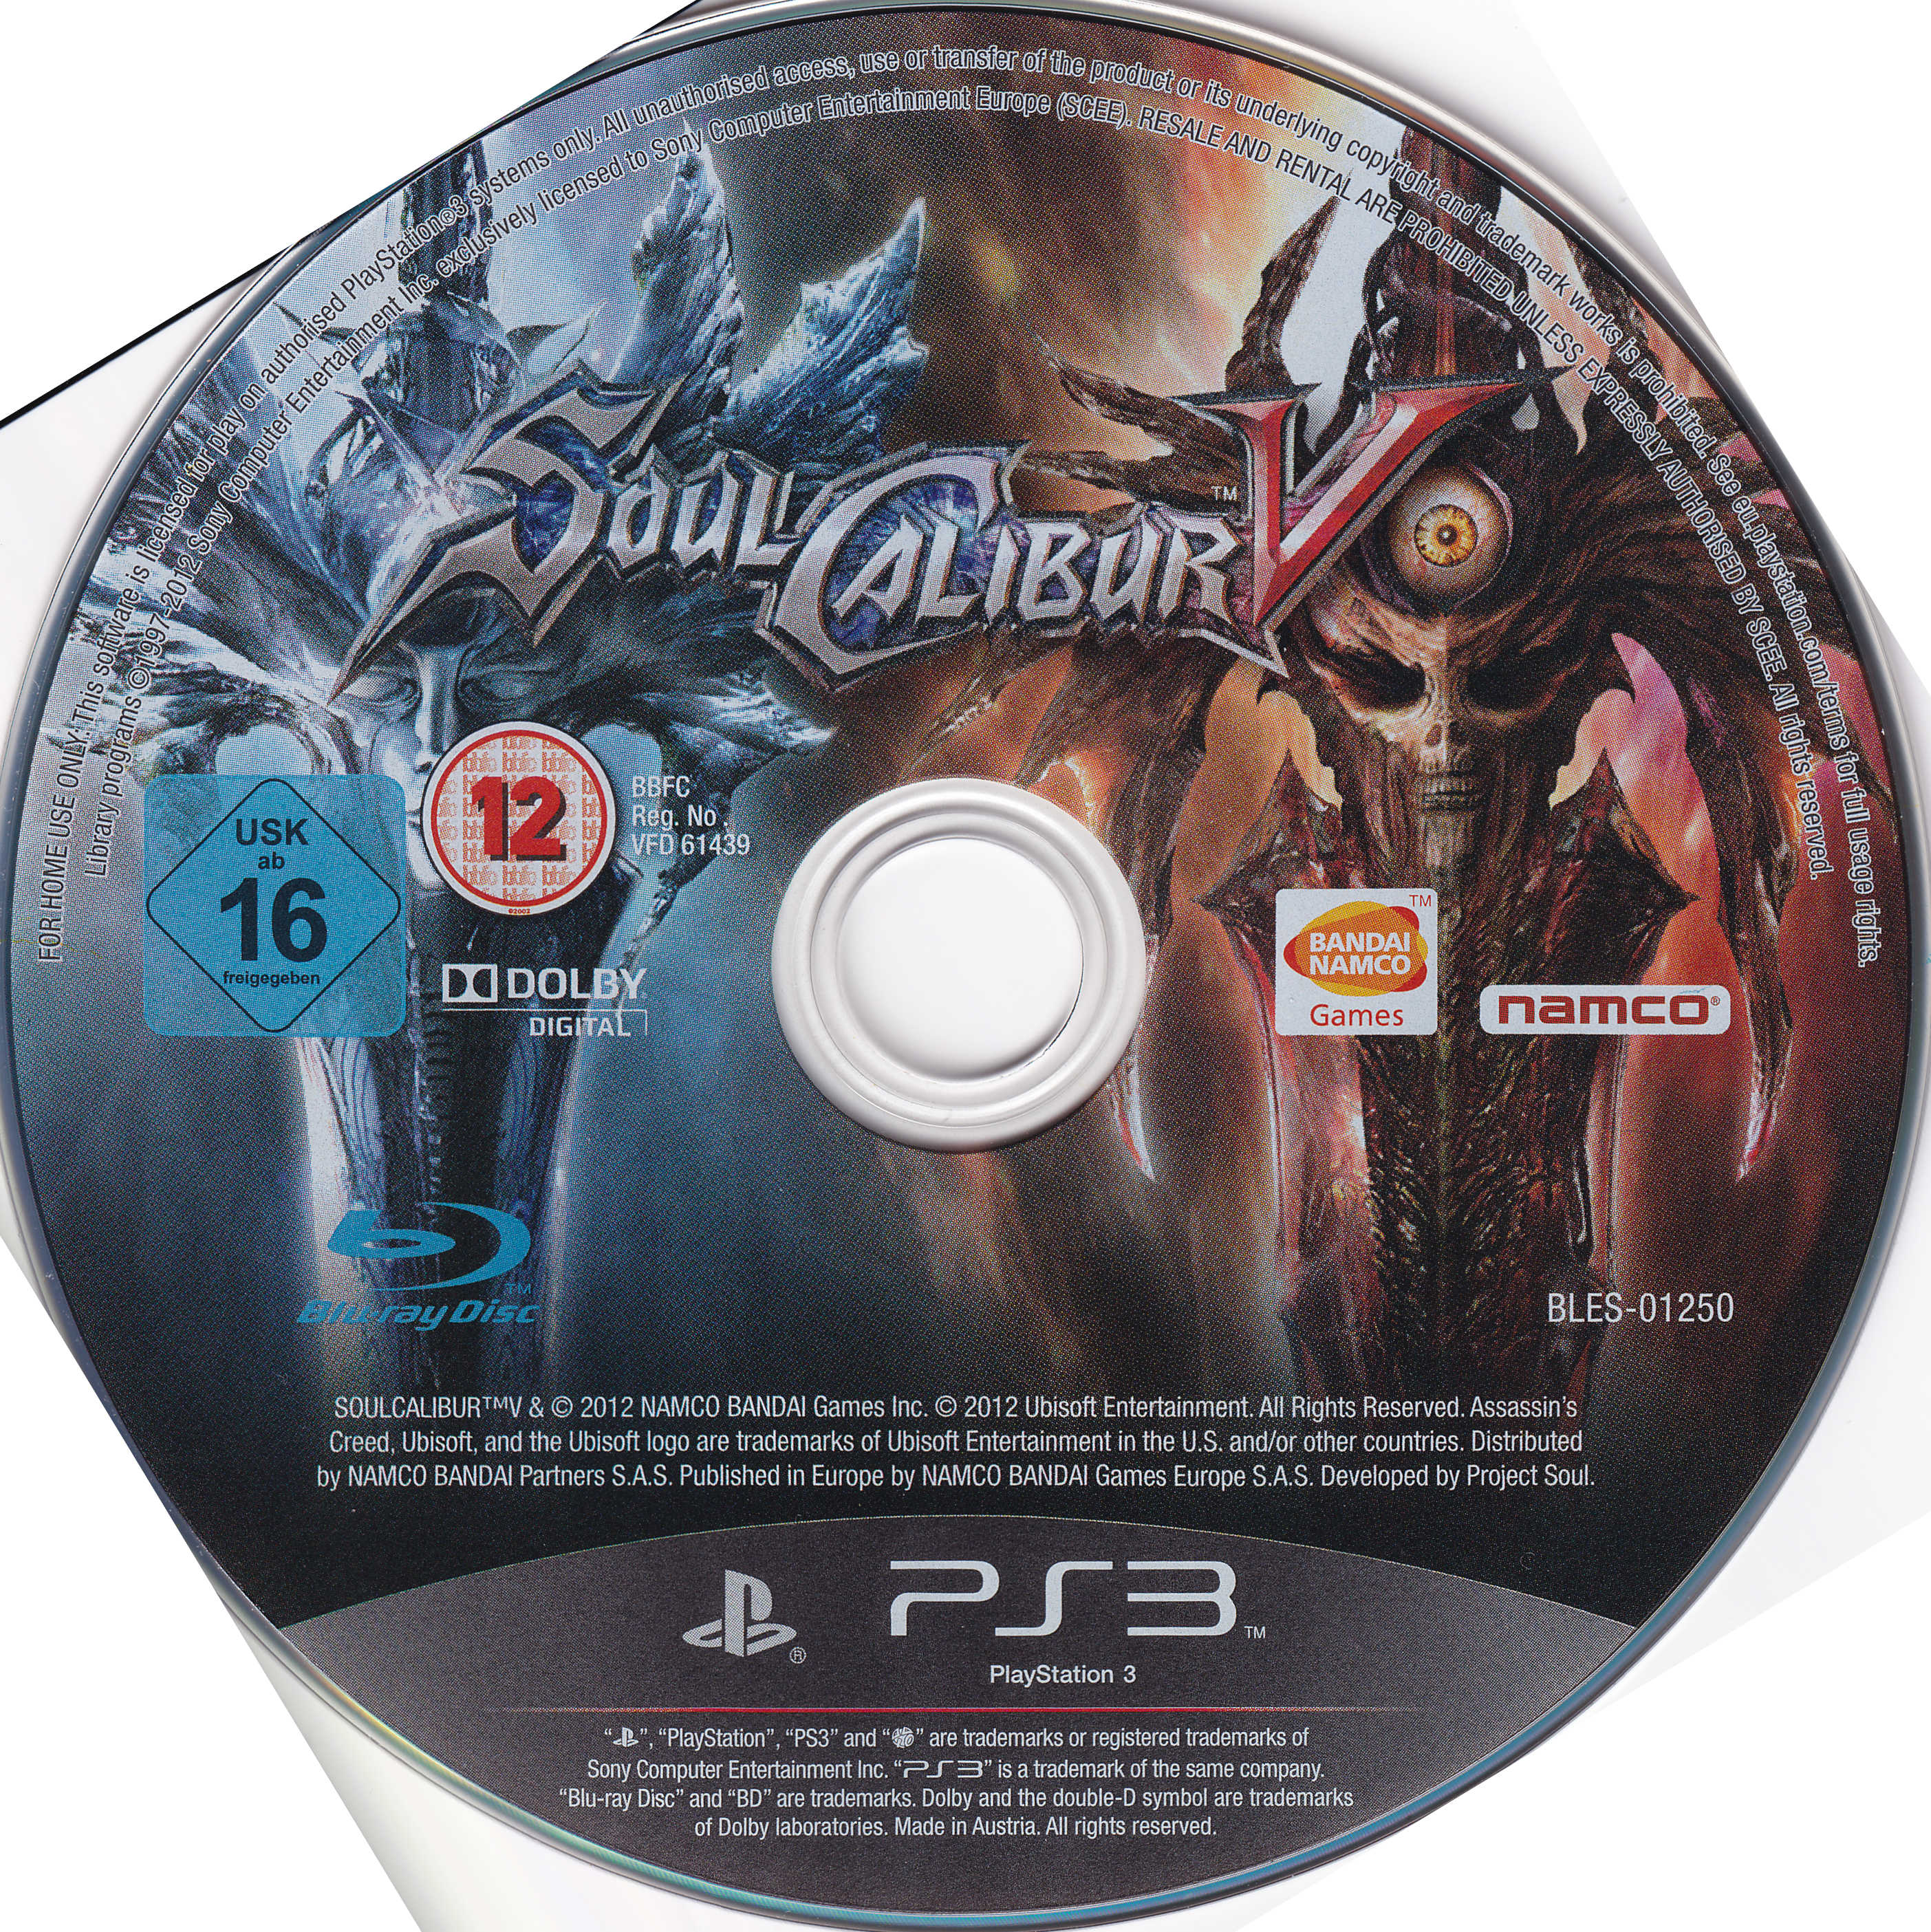 FOR HOME USE ONLY. This software is licensed for play on authorised PlayStation®3 systems only. All unauthorised access, use or transfer of the product or its underlying copyright and trademark works is prohibited. See eu.playstation.com/terms for full usage rights.
Library programs ©1997-2012 Sony Computer Entertainment Inc. exclusively licensed to Sony Computer Entertainment Europe (SCEE). RESALE AND RENTAL ARE PROHIBITED UNLESS EXPRESSLY AUTHORISED BY SCEE. All rights reserved.
SOULCALIBUR™ V
USK
ab
16
freigegeben
12
©2002
BBFC
Reg. No.
VFD 61439
DOLBY
DIGITAL
BANDAI
NAMCO
Games
TM
namco®
Blu-ray Disc
TM
BLES-01250
SOULCALIBUR™V & © 2012 NAMCO BANDAI Games Inc. © 2012 Ubisoft Entertainment. All Rights Reserved. Assassin's
Creed, Ubisoft, and the Ubisoft logo are trademarks of Ubisoft Entertainment in the U.S. and/or other countries. Distributed
by NAMCO BANDAI Partners S.A.S. Published in Europe by NAMCO BANDAI Games Europe S.A.S. Developed by Project Soul.
® PS3™
PlayStation 3
“ ”, “PlayStation”, “PS3” and “ ” are trademarks or registered trademarks of
Sony Computer Entertainment Inc. “PS3” is a trademark of the same company.
“Blu-ray Disc” and “BD” are trademarks. Dolby and the double-D symbol are trademarks
of Dolby laboratories. Made in Austria. All rights reserved.